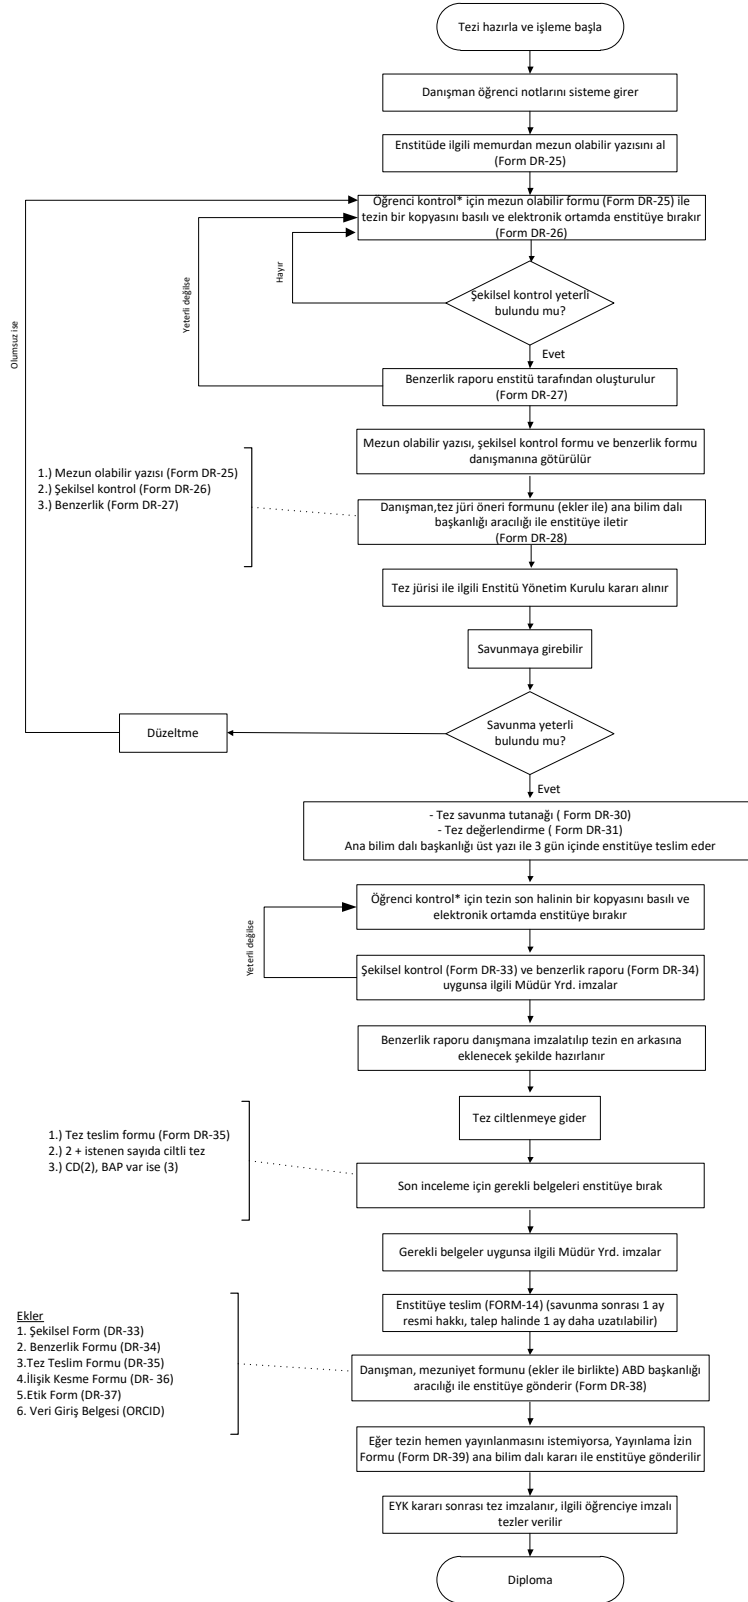 Tezi hazırla ve işleme başla
Danışman öğrenci notlarını sisteme girer
Enstitüde ilgili memurdan mezun olabilir yazısını al
(Form DR-25)
Öğrenci kontrol* için mezun olabilir formu (Form DR-25) ile
tezin bir kopyasını basılı ve elektronik ortamda enstitüye bırakır
(Form DR-26)
Hayır
Yeterli değilse
Olumsuz ise
Şekilsel kontrol yeterli
bulundu mu?
Evet
Benzerlik raporu enstitü tarafından oluşturulur
(Form DR-27)
Mezun olabilir yazısı, şekilsel kontrol formu ve benzerlik formu
danışmanına götürülür
1.) Mezun olabilir yazısı (Form DR-25)
2.) Şekilsel kontrol (Form DR-26)
3.) Benzerlik (Form DR-27)
Danışman,tez jüri öneri formunu (ekler ile) ana bilim dalı
başkanlığı aracılığı ile enstitüye iletir
(Form DR-28)
Tez jürisi ile ilgili Enstitü Yönetim Kurulu kararı alınır
Savunmaya girebilir
Savunma yeterli
bulundu mu?
Düzeltme
Evet
- Tez savunma tutanağı ( Form DR-30)
- Tez değerlendirme ( Form DR-31)
Ana bilim dalı başkanlığı üst yazı ile 3 gün içinde enstitüye teslim eder
Öğrenci kontrol* için tezin son halinin bir kopyasını basılı ve
elektronik ortamda enstitüye bırakır
Yeterli değilse
Şekilsel kontrol (Form DR-33) ve benzerlik raporu (Form DR-34)
uygunsa ilgili Müdür Yrd. imzalar
Benzerlik raporu danışmana imzalatılıp tezin en arkasına
eklenecek şekilde hazırlanır
Tez ciltlenmeye gider
1.) Tez teslim formu (Form DR-35)
2.) 2 + istenen sayıda ciltli tez
3.) CD(2), BAP var ise (3)
Son inceleme için gerekli belgeleri enstitüye bırak
Gerekli belgeler uygunsa ilgili Müdür Yrd. imzalar
Enstitüye teslim (FORM-14) (savunma sonrası 1 ay
resmi hakkı, talep halinde 1 ay daha uzatılabilir)
Ekler
1. Şekilsel Form (DR-33)
2. Benzerlik Formu (DR-34)
3.Tez Teslim Formu (DR-35)
4.İlişik Kesme Formu (DR- 36)
5.Etik Form (DR-37)
6. Veri Giriş Belgesi (ORCID)
Danışman, mezuniyet formunu (ekler ile birlikte) ABD başkanlığı
aracılığı ile enstitüye gönderir (Form DR-38)
Eğer tezin hemen yayınlanmasını istemiyorsa, Yayınlama İzin
Formu (Form DR-39) ana bilim dalı kararı ile enstitüye gönderilir
EYK kararı sonrası tez imzalanır, ilgili öğrenciye imzalı
tezler verilir
Diploma